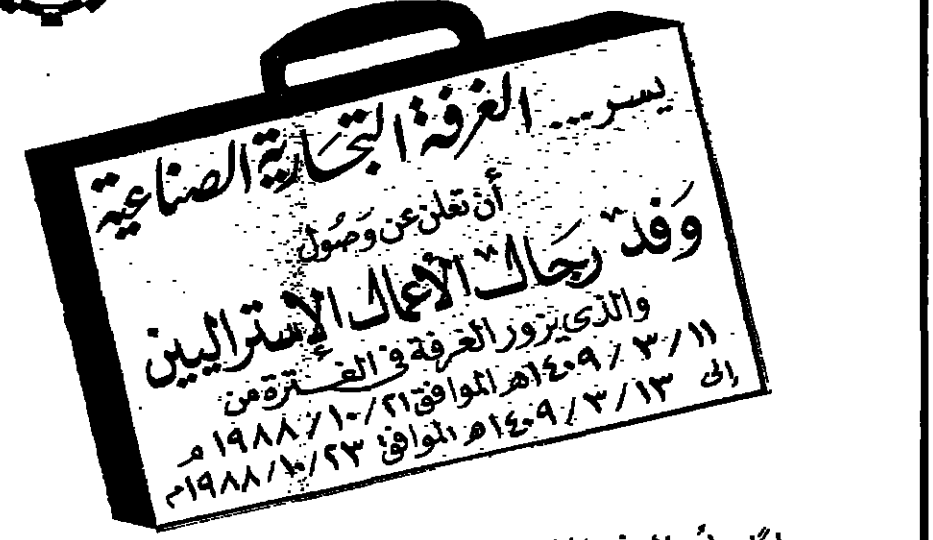 يسر... الغرفة التجارية الصناعية
أن تعلن عن وصول
وفد رجال الأعمال الإستراليين
والذي يزور الغرفة في الفترة من
١١ / ٣ / ١٤٠٩هـ الموافق ٢١ / ١٠ / ١٩٨٨ م
إلى ١٣ / ٣ / ١٤٠٩هـ الموافق ٢٣ / ١٠ / ١٩٨٨م